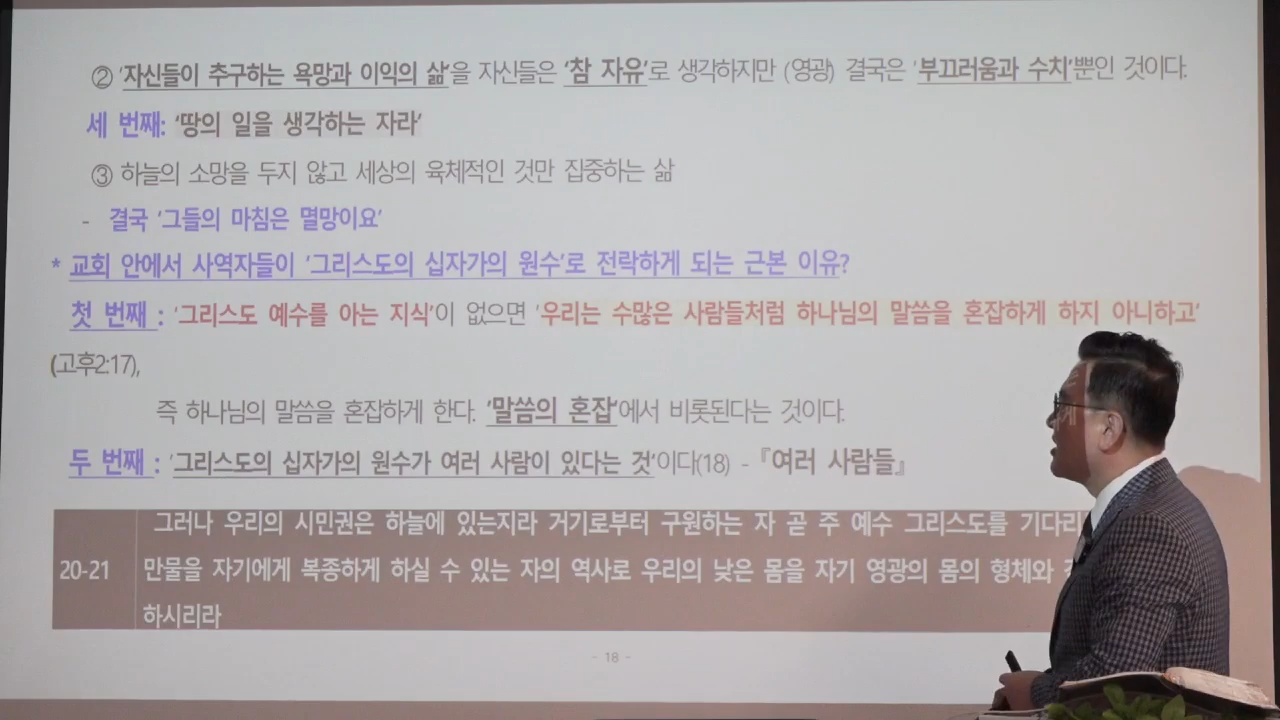 ② '자신들이 추구하는 욕망과 이익의 삶'을 자신들은 '참 자유'로 생각하지만 (영광) 결국은 '부끄러움과 수치'뿐인 것이다.
세 번째: '땅의 일을 생각하는 자라'
③ 하늘의 소망을 두지 않고 세상의 육체적인 것만 집중하는 삶
- 결국 '그들의 마침은 멸망이요'
* 교회 안에서 사역자들이 '그리스도의 십자가의 원수'로 전락하게 되는 근본 이유?
첫 번째 : '그리스도 예수를 아는 지식'이 없으면 '우리는 수많은 사람들처럼 하나님의 말씀을 혼잡하게 하지 아니하고'
(고후2:17),
즉 하나님의 말씀을 혼잡하게 한다. '말씀의 혼잡'에서 비롯된다는 것이다.
두 번째 : '그리스도의 십자가의 원수가 여러 사람이 있다는 것'이다(18) - 『여러 사람들』
그러나 우리의 시민권은 하늘에 있는지라 거기로부터 구원하는 자 곧 주 예수 그리스도를
20-21 만물을 자기에게 복종하게 하실 수 있는 자의 역사로 우리의 낮은 몸을 자기 영광의 몸의 형체와
하시리라
- 18 -